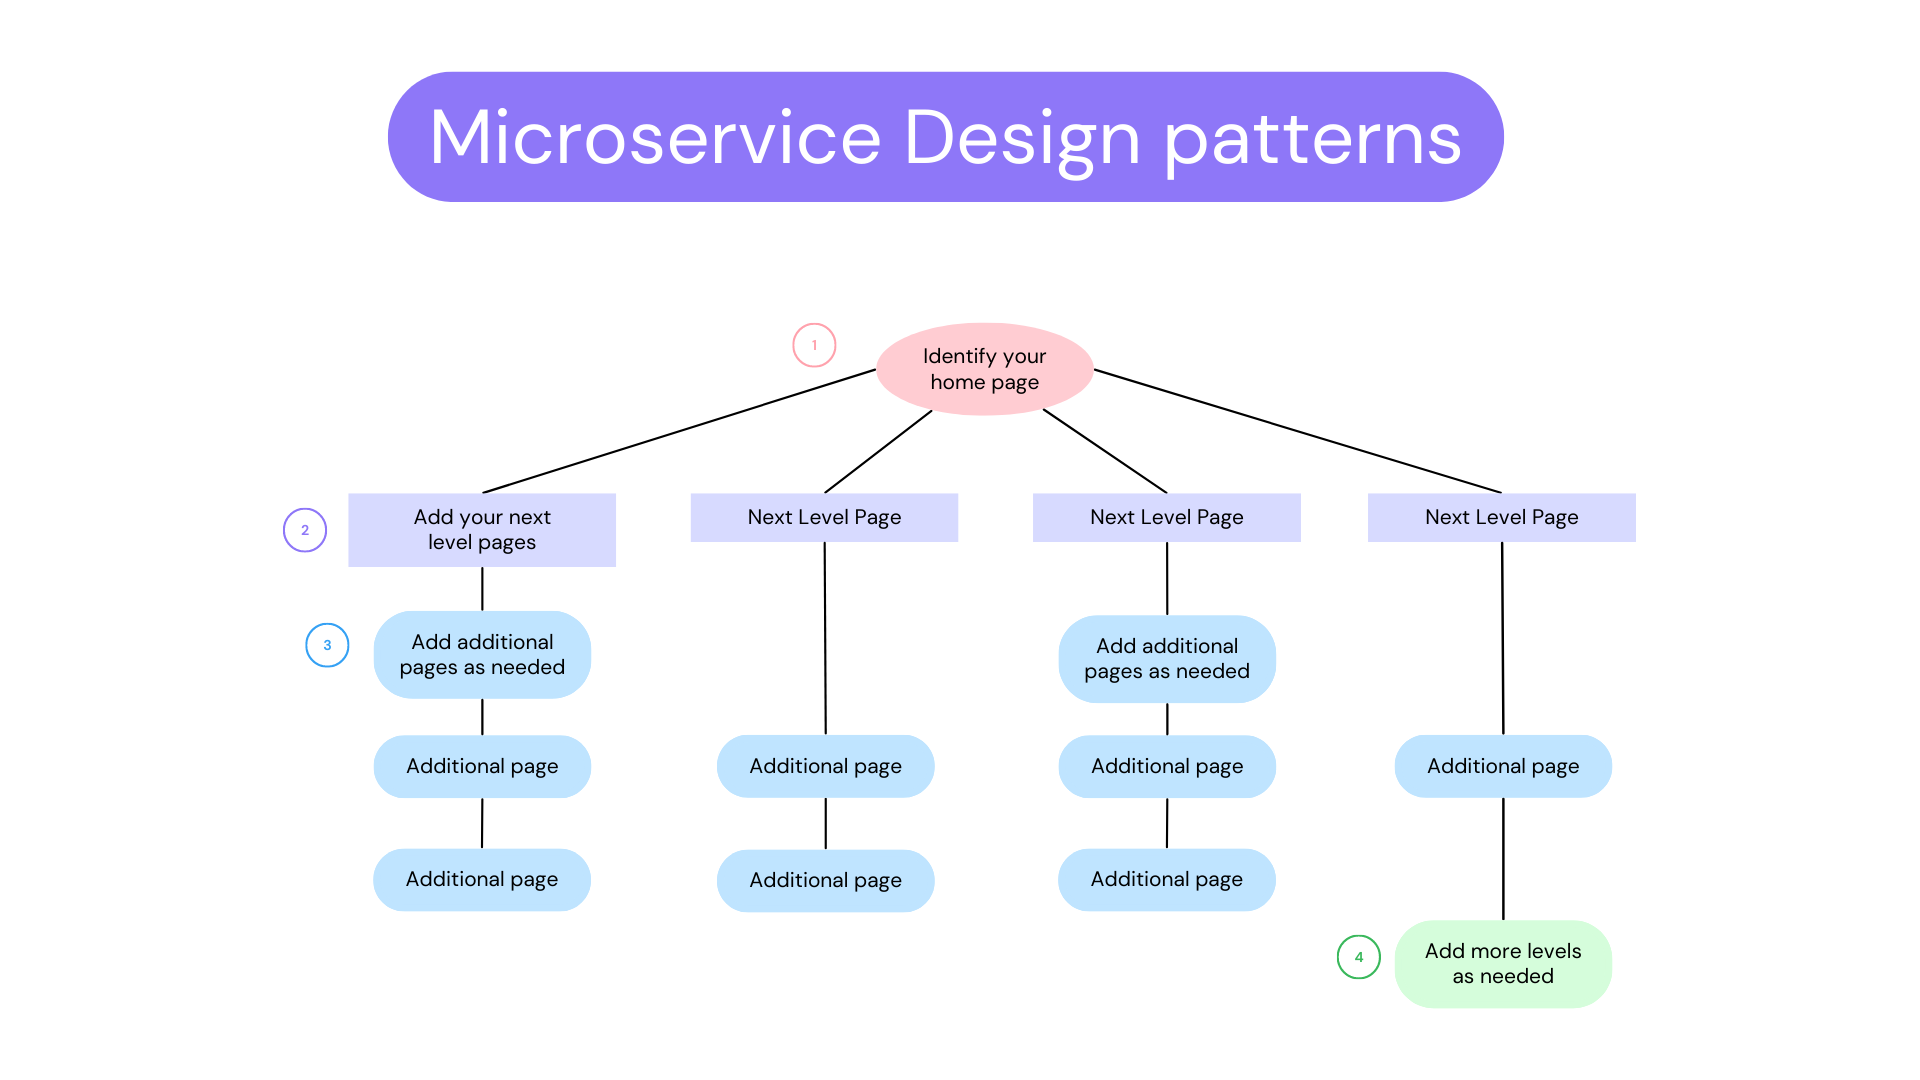 Microservice Design patterns
1
Identify your
home page
2
Add your next
level pages
Next Level Page
Next Level Page
Next Level Page
3
Add additional
pages as needed
Add additional
pages as needed
Additional page
Additional page
Additional page
Additional page
Additional page
Additional page
Additional page
4
Add more levels
as needed